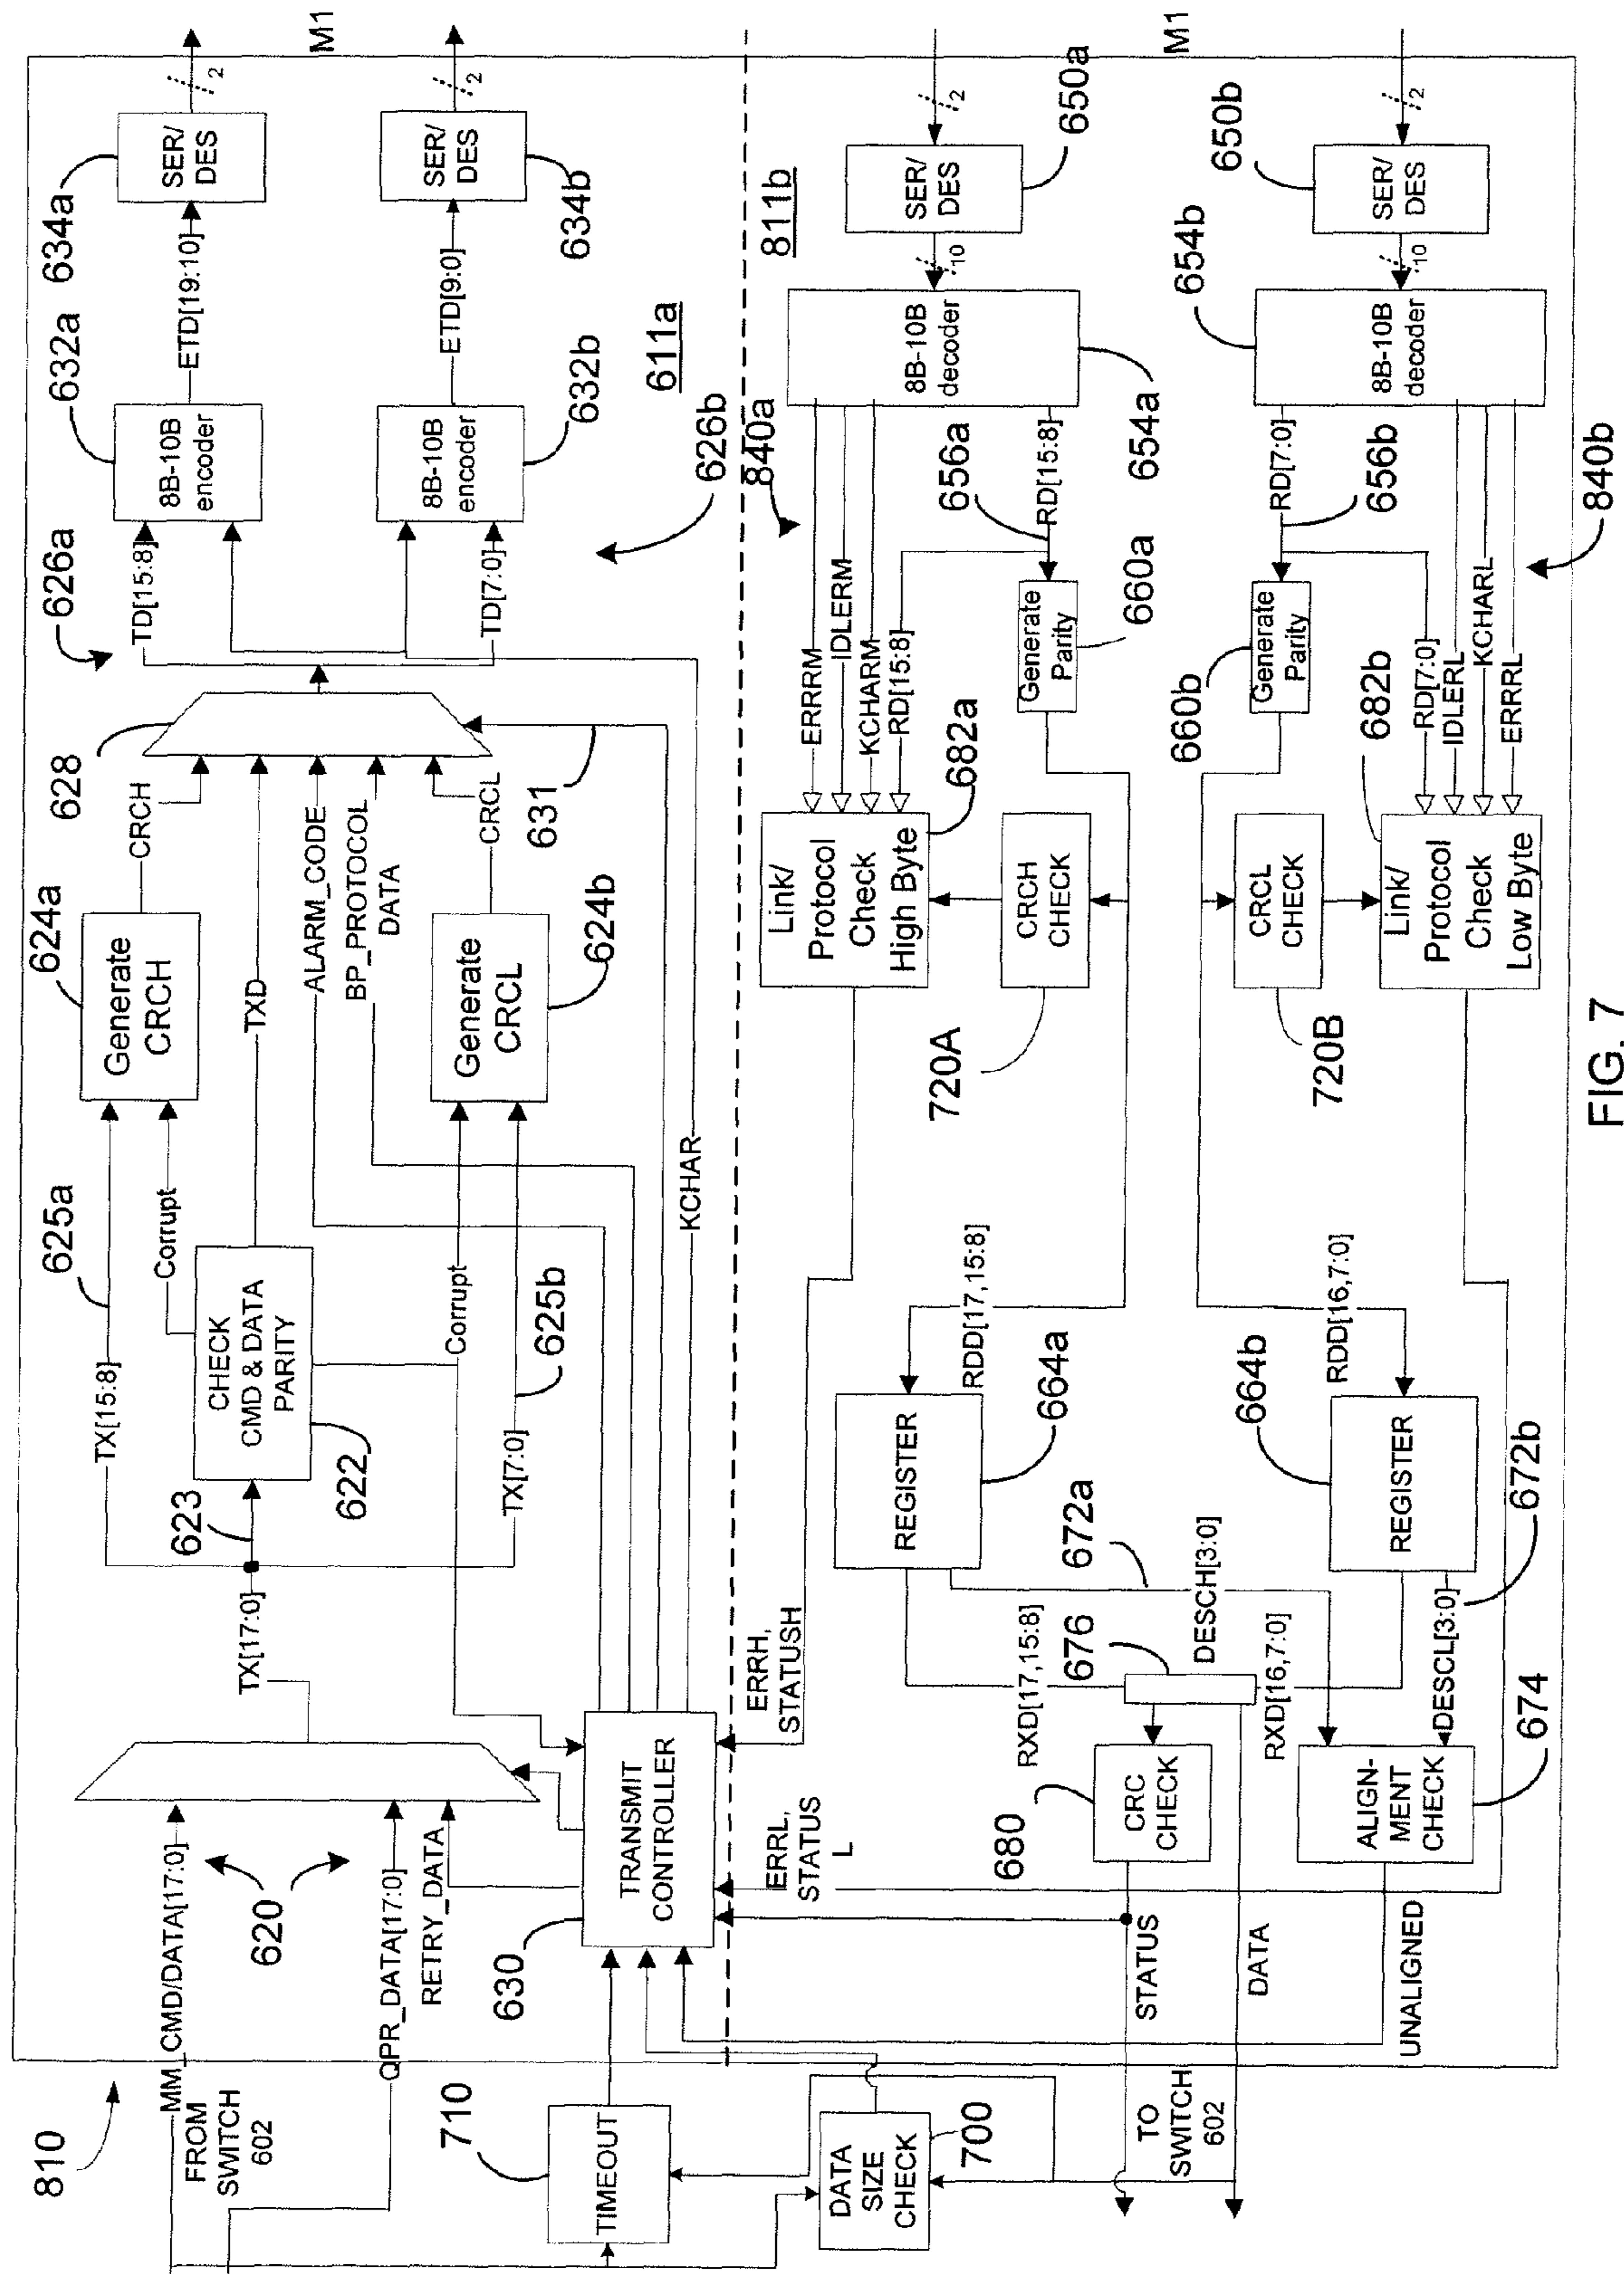 810
MM_CMD/DATA[17:0]
FROM
SWITCH
602
QPR_DATA[17:0]
RETRY_DATA
620
TX[17:0]
623
TX[15:8]
625a
Corrupt
CHECK
CMD & DATA
PARITY
622
TX[7:0]
625b
Corrupt
624a
Generate
CRCH
CRCH
TXD
ALARM_CODE
BP_PROTOCOL
DATA
Generate
CRCL
624b
CRCL
628
631
626a
TD[15:8]
TD[7:0]
626b
632a
8B-10B
encoder
ETD[19:10]
634a
SER/
DES
2
M1
8B-10B
encoder
632b
ETD[9:0]
SER/
DES
634b
2
611a
710
TIMEOUT
630
TRANSMIT
CONTROLLER
KCHAR
DATA
SIZE
CHECK
700
ERRH,
STATUSH
ERRL,
STATUS
L
TO
SWITCH
602
STATUS
DATA
UNALIGNED
680
CRC
CHECK
676
RXD[17,15:8]
RXD[16,7:0]
DESCH[3:0]
DESCL[3:0]
ALIGN-
MENT
CHECK
674
672a
672b
REGISTER
664a
RDD[17,15:8]
REGISTER
664b
RDD[16,7:0]
Link/
Protocol
Check
High Byte
682a
CRCH
CHECK
720A
CRCL
CHECK
720B
Link/
Protocol
Check
Low Byte
682b
840a
ERRRM
IDLERM
KCHARM
RD[15:8]
656a
RD[15:8]
Generate
Parity
660a
660b
Generate
Parity
RD[7:0]
656b
RD[7:0]
IDLERL
KCHARL
ERRRL
840b
811b
8B-10B
decoder
654a
10
SER/
DES
650a
2
M1
654b
8B-10B
decoder
10
SER/
DES
650b
2
FIG. 7